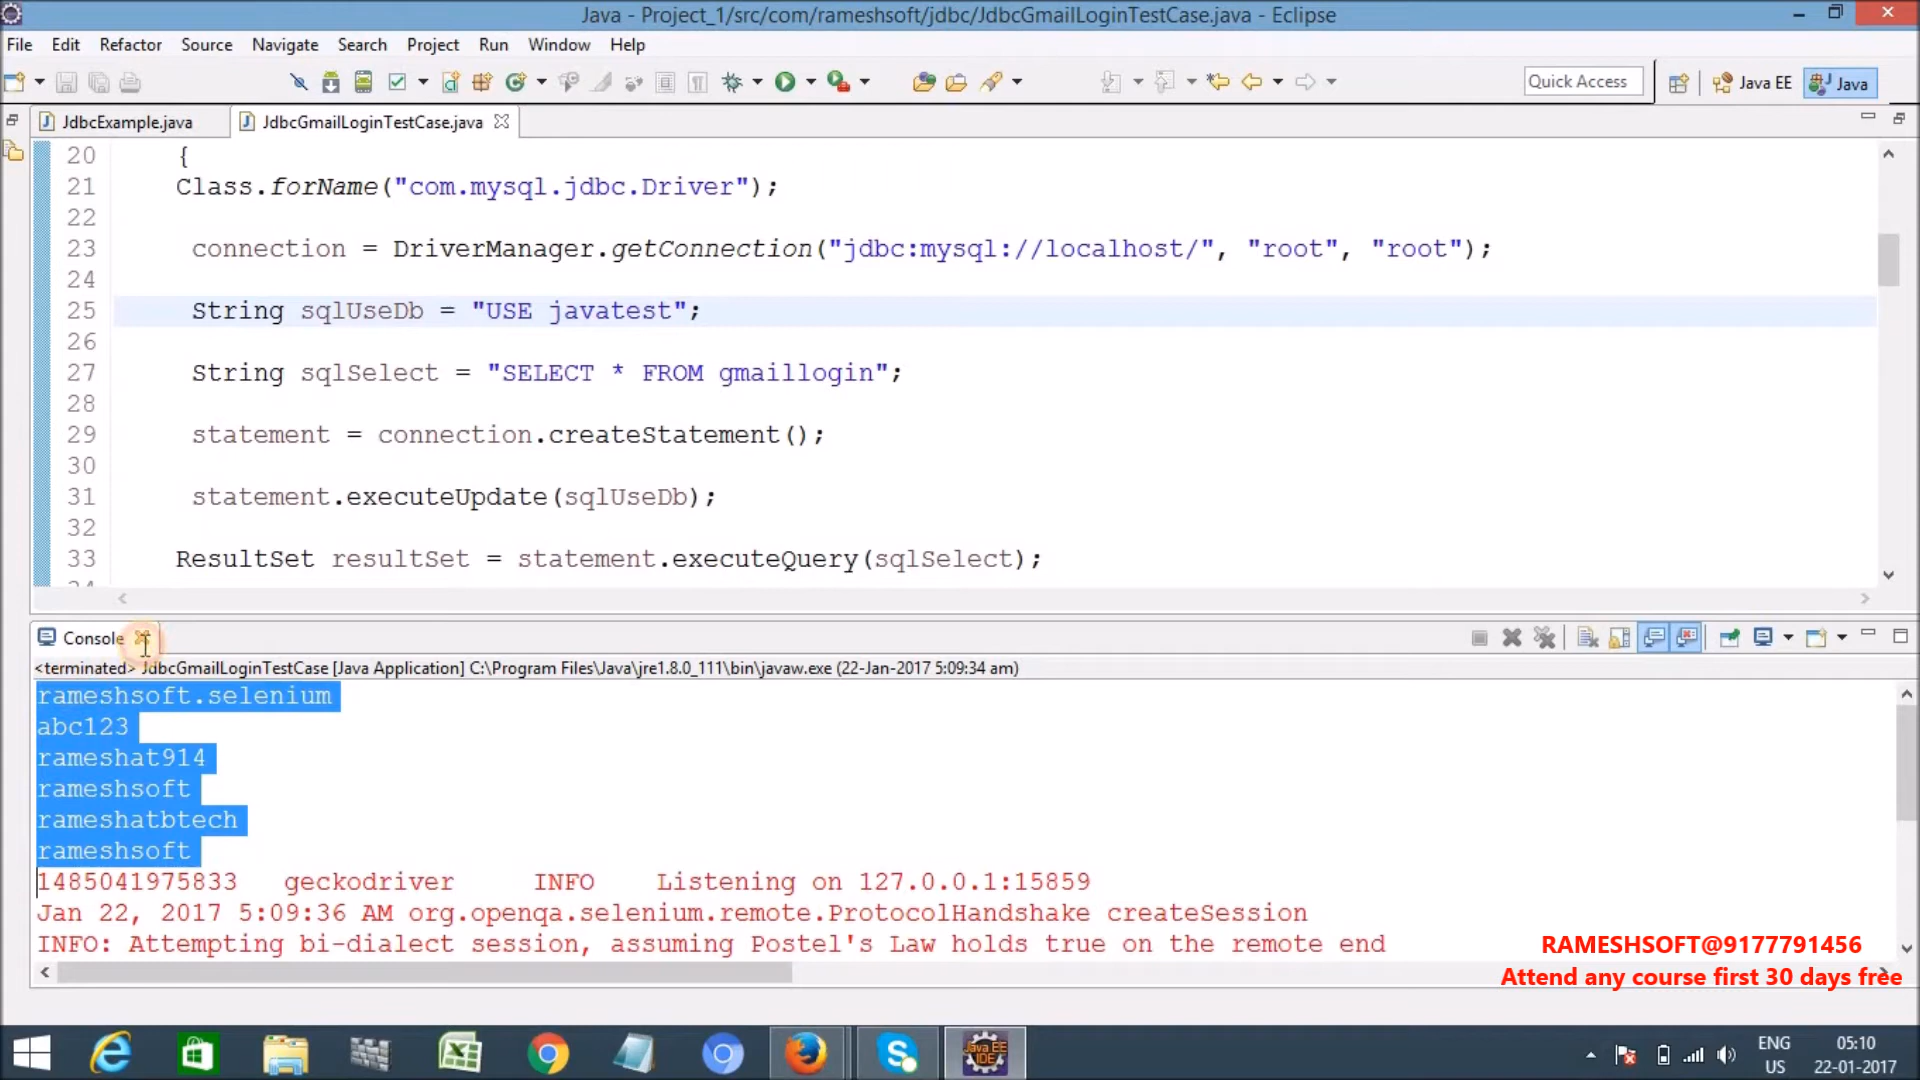 Java - Project_1/src/com/rameshsoft/jdbc/JdbcGmailLoginTestCase.java - Eclipse
File Edit Refactor Source Navigate Search Project Run Window Help
Quick Access Java EE Java
JdbcExample.java JdbcGmailLoginTestCase.java
20 {
21 Class.forName("com.mysql.jdbc.Driver");
22
23 connection = DriverManager.getConnection("jdbc:mysql://localhost/", "root", "root");
24
25 String sqlUseDb = "USE javatest";
26
27 String sqlSelect = "SELECT * FROM gmaillogin";
28
29 statement = connection.createStatement();
30
31 statement.executeUpdate(sqlUseDb);
32
33 ResultSet resultSet = statement.executeQuery(sqlSelect);
34
Console
<terminated> JdbcGmailLoginTestCase [Java Application] C:\Program Files\Java\jre1.8.0_111\bin\javaw.exe (22-Jan-2017 5:09:34 am)
rameshsoft.selenium
abc123
rameshat914
rameshsoft
rameshatbtech
rameshsoft
1485041975833 geckodriver INFO Listening on 127.0.0.1:15859
Jan 22, 2017 5:09:36 AM org.openqa.selenium.remote.ProtocolHandshake createSession
INFO: Attempting bi-dialect session, assuming Postel's Law holds true on the remote end
RAMESHSOFT@9177791456
Attend any course first 30 days free
Java EE
IDE
ENG
US
05:10
22-01-2017